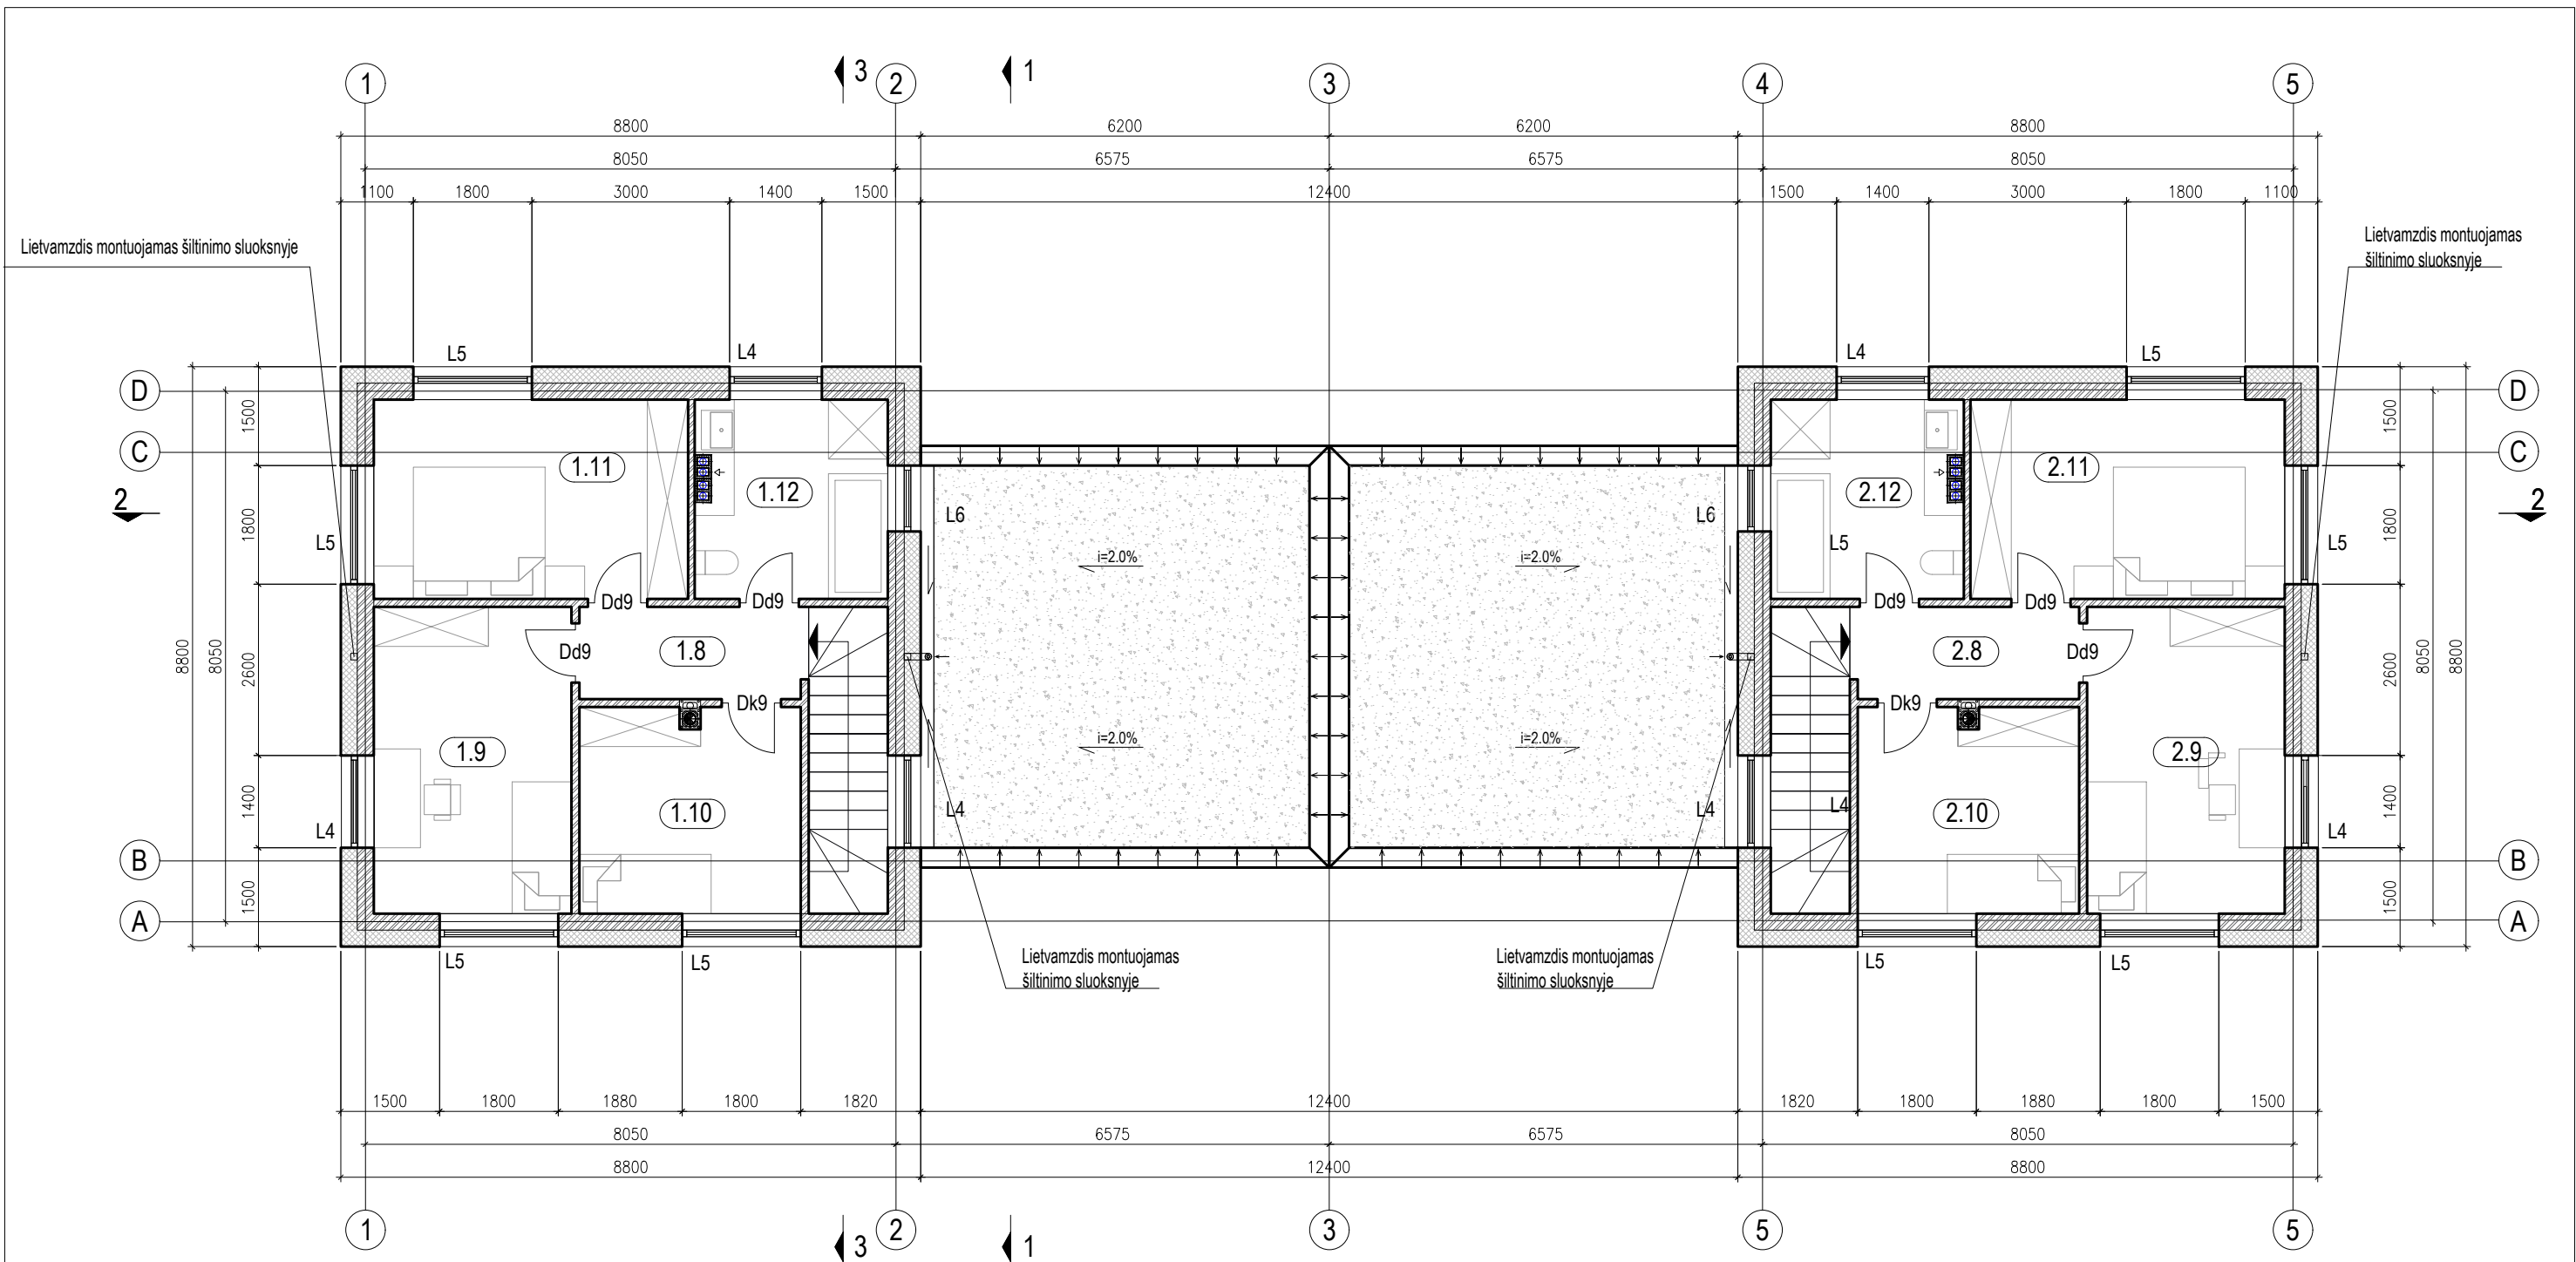 1 3 2 1 3 4 5
8800 6200 6200 8800
8050 6575 6575 8050
1100 1800 3000 1400 1500 12400 1500 1400 3000 1800 1100
Lietvamzdis montuojamas šiltinimo sluoksnyje
Lietvamzdis montuojamas
šiltinimo sluoksnyje
L5 L4 L4 L5
D D
C C
2 2
1500 1500
1800 1800
8800 8050 2600 2600 8050 8800
1400 1400
1500 1500
1.11 1.12 2.12 2.11
L5 L6 L6 L5 L5
i=2.0% i=2.0%
Dd9 Dd9 Dd9 Dd9
Dd9 1.8 2.8 Dd9
Dk9 Dk9
1.9 i=2.0% i=2.0% 2.9
1.10 2.10
L4 L4 L4 L4 L4
B B
A A
L5 L5 L5 L5
Lietvamzdis montuojamas
šiltinimo sluoksnyje
Lietvamzdis montuojamas
šiltinimo sluoksnyje
1500 1800 1880 1800 1820 12400 1820 1800 1880 1800 1500
8050 6575 6575 8050
8800 12400 8800
1 3 2 1 3 5 5